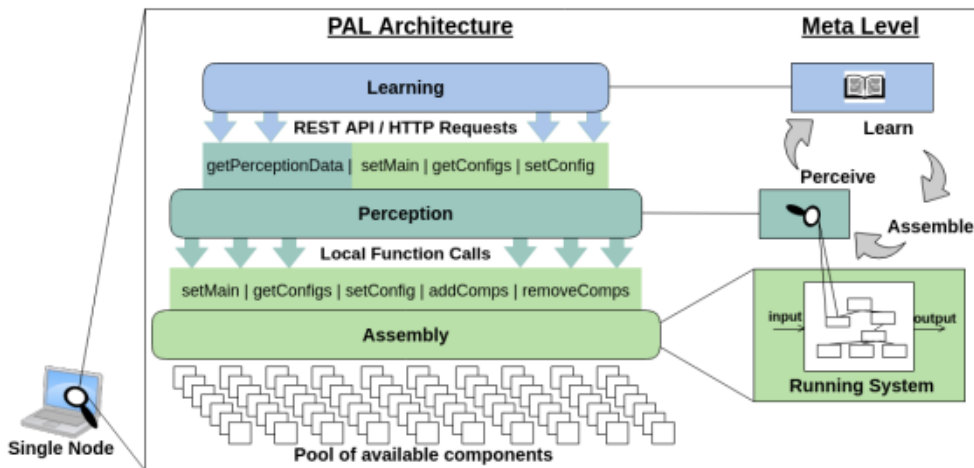 PAL Architecture
Meta Level
Learning
REST API / HTTP Requests
getPerceptionData | setMain | getConfigs | setConfig
Perception
Local Function Calls
setMain | getConfigs | setConfig | addComps | removeComps
Assembly
Pool of available components
Single Node
Learn
Perceive
Assemble
input
output
Running System